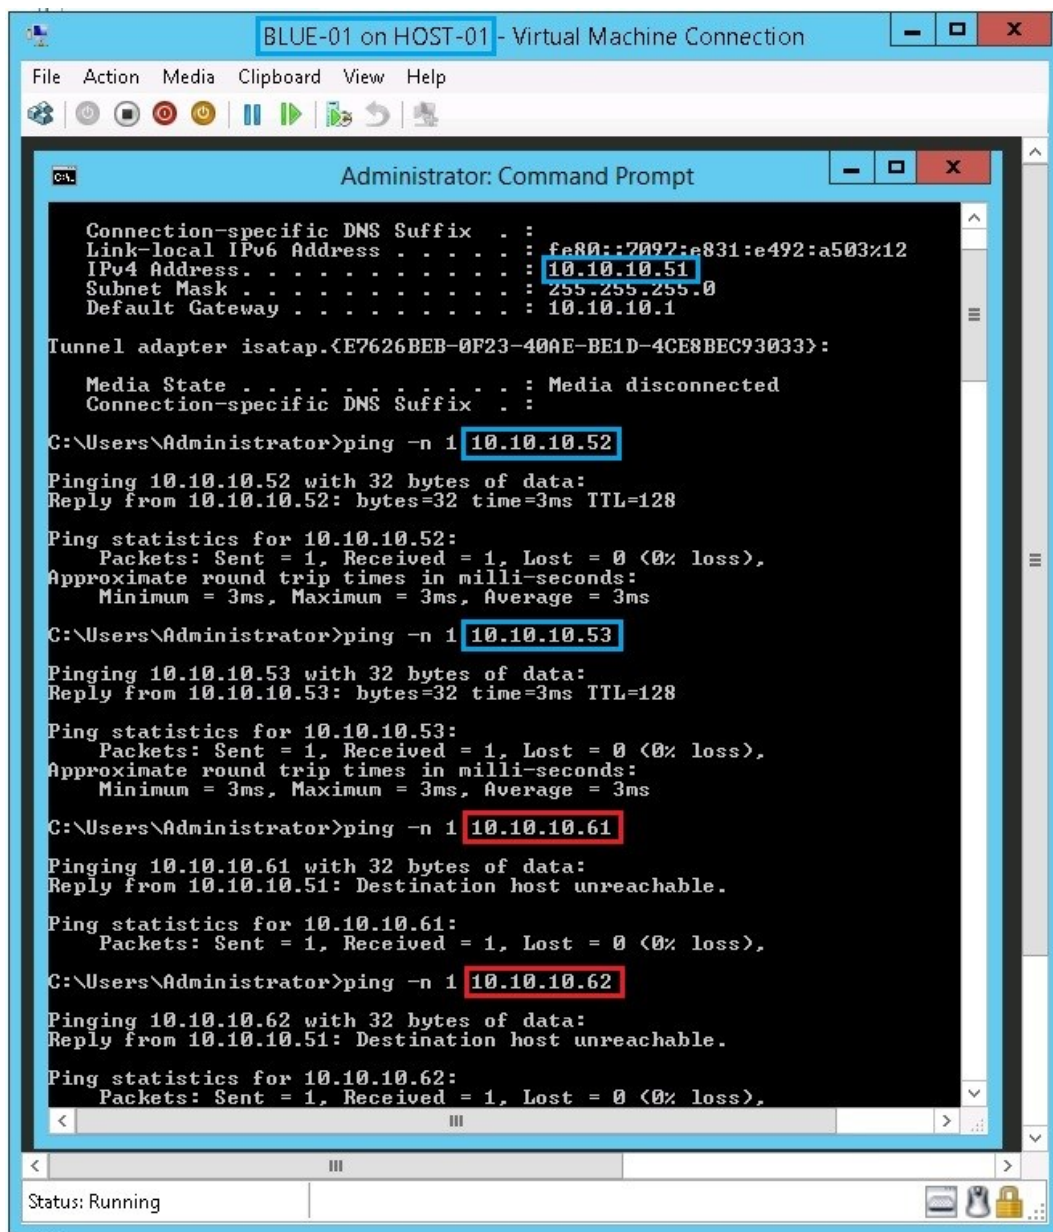 BLUE-01 on HOST-01 - Virtual Machine Connection
File Action Media Clipboard View Help
C:\.
Administrator: Command Prompt
Connection-specific DNS Suffix . :
Link-local IPv6 Address . . . . . : fe80::7097:e831:e492:a503%12
IPv4 Address. . . . . . . . . . . : 10.10.10.51
Subnet Mask . . . . . . . . . . . : 255.255.255.0
Default Gateway . . . . . . . . . : 10.10.10.1
Tunnel adapter isatap.{E7626BEB-0F23-40AE-BE1D-4CE8BEC93033}:
Media State . . . . . . . . . . . : Media disconnected
Connection-specific DNS Suffix . :
C:\Users\Administrator>ping -n 1 10.10.10.52
Pinging 10.10.10.52 with 32 bytes of data:
Reply from 10.10.10.52: bytes=32 time=3ms TTL=128
Ping statistics for 10.10.10.52:
Packets: Sent = 1, Received = 1, Lost = 0 (0% loss),
Approximate round trip times in milli-seconds:
Minimum = 3ms, Maximum = 3ms, Average = 3ms
C:\Users\Administrator>ping -n 1 10.10.10.53
Pinging 10.10.10.53 with 32 bytes of data:
Reply from 10.10.10.53: bytes=32 time=3ms TTL=128
Ping statistics for 10.10.10.53:
Packets: Sent = 1, Received = 1, Lost = 0 (0% loss),
Approximate round trip times in milli-seconds:
Minimum = 3ms, Maximum = 3ms, Average = 3ms
C:\Users\Administrator>ping -n 1 10.10.10.61
Pinging 10.10.10.61 with 32 bytes of data:
Reply from 10.10.10.51: Destination host unreachable.
Ping statistics for 10.10.10.61:
Packets: Sent = 1, Received = 1, Lost = 0 (0% loss),
C:\Users\Administrator>ping -n 1 10.10.10.62
Pinging 10.10.10.62 with 32 bytes of data:
Reply from 10.10.10.51: Destination host unreachable.
Ping statistics for 10.10.10.62:
Packets: Sent = 1, Received = 1, Lost = 0 (0% loss),
Status: Running